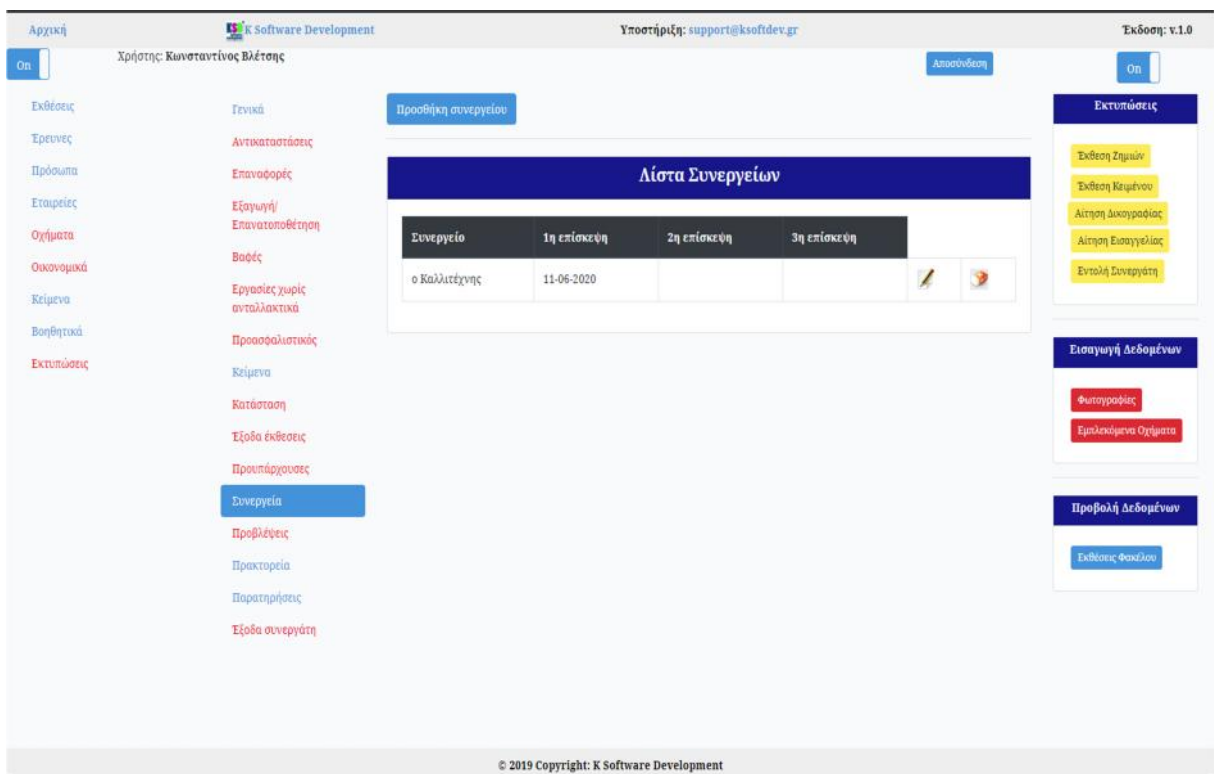 Αρχική
K Software Development
Υποστήριξη: support@ksoftdev.gr
Έκδοση: v.1.0
On
Χρήστης: Κωνσταντίνος Βλέτσης
Αποσύνδεση
On
Εκθέσεις
Έρευνες
Πρόσωπα
Εταιρείες
Οχήματα
Οικονομικά
Κείμενα
Βοηθητικά
Εκτυπώσεις
Γενικά
Αντικαταστάσεις
Επαναφορές
Εξαγωγή/
Επανατοποθέτηση
Βαφές
Εργασίες χωρίς
ανταλλακτικά
Προασφαλιστικός
Κείμενα
Κατάσταση
Έξοδα έκθεσεις
Προυπάρχουσες
Συνεργεία
Προβλέψεις
Πρακτορεία
Παρατηρήσεις
Έξοδα συνεργάτη
Προσθήκη συνεργείου
Λίστα Συνεργείων
Συνεργείο 1η επίσκεψη 2η επίσκεψη 3η επίσκεψη
ο Καλλιτέχνης 11-06-2020
Εκτυπώσεις
Έκθεση Ζημιών
Έκθεση Κειμένου
Αίτηση Δικογραφίας
Αίτηση Εισαγγελίας
Εντολή Συνεργάτη
Εισαγωγή Δεδομένων
Φωτογραφίες
Εμπλεκόμενα Οχήματα
Προβολή Δεδομένων
Εκθέσεις Φακέλου
© 2019 Copyright: K Software Development